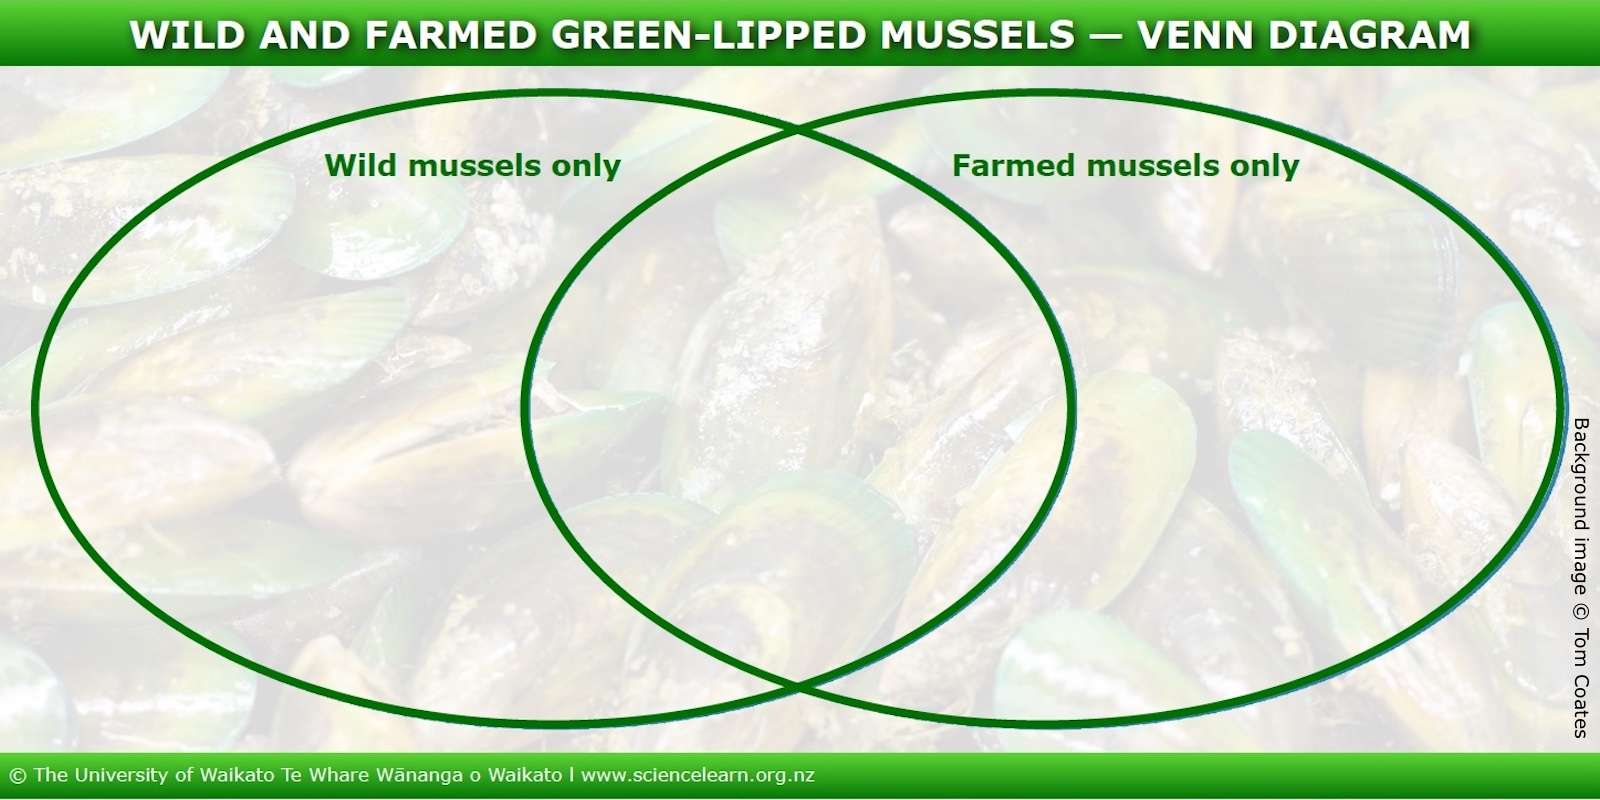 WILD AND FARMED GREEN-LIPPED MUSSELS — VENN DIAGRAM
Wild mussels only
Farmed mussels only
Background image © Tom Coates
© The University of Waikato Te Whare Wānanga o Waikato l www.sciencelearn.org.nz